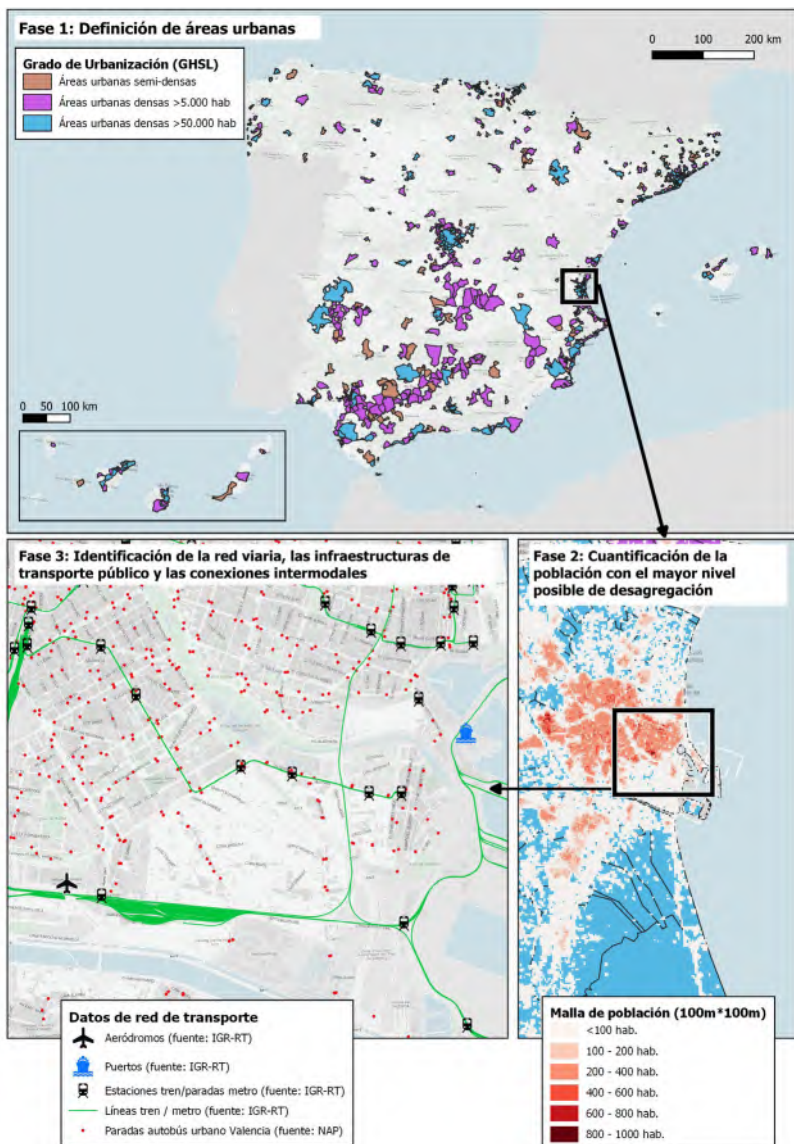 Fase 1: Definición de áreas urbanas
Grado de Urbanización (GHSL)
Áreas urbanas semi-densas
Áreas urbanas densas >5.000 hab
Áreas urbanas densas >50.000 hab
0 100 200 km
0 50 100 km
Fase 3: Identificación de la red viaria, las infraestructuras de
transporte público y las conexiones intermodales
Fase 2: Cuantificación de la
población con el mayor nivel
posible de desagregación
Datos de red de transporte
Aeródromos (fuente: IGR-RT)
Puertos (fuente: IGR-RT)
Estaciones tren/paradas metro (fuente: IGR-RT)
Líneas tren / metro (fuente: IGR-RT)
Paradas autobús urbano Valencia (fuente: NAP)
Malla de población (100m*100m)
<100 hab.
100 - 200 hab.
200 - 400 hab.
400 - 600 hab.
600 - 800 hab.
800 - 1000 hab.